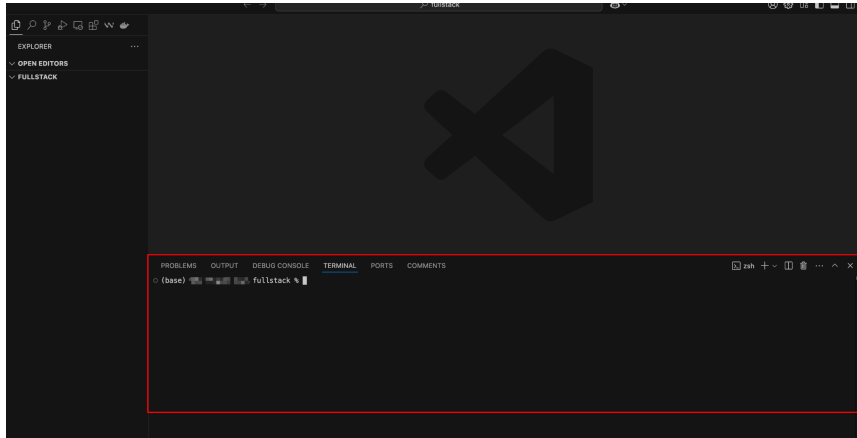 fullstack
EXPLORER ...
OPEN EDITORS
FULLSTACK
PROBLEMS OUTPUT DEBUG CONSOLE TERMINAL PORTS COMMENTS zsh ...
(base) fullstack %